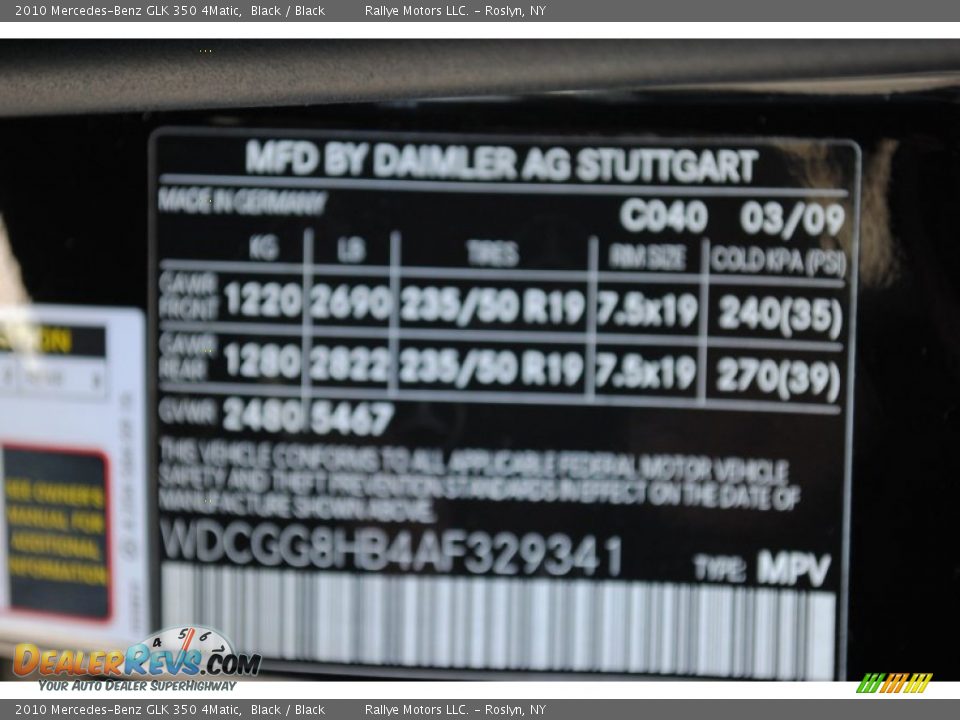 2010 Mercedes-Benz GLK 350 4Matic, Black / Black Rallye Motors LLC. - Roslyn, NY
MFD BY DAIMLER AG STUTTGART
MADE IN GERMANY
C040 03/09
KG LB TIRES RIM SIZE COLD KPA (PSI)
GAWR FRONT 1220 2690 235/50 R19 7.5x19 240(35)
GAWR REAR 1280 2822 235/50 R19 7.5x19 270(39)
GVWR 2480 5467
THIS VEHICLE CONFORMS TO ALL APPLICABLE FEDERAL MOTOR VEHICLE
SAFETY AND THEFT PREVENTION STANDARDS IN EFFECT ON THE DATE OF
MANUFACTURE SHOWN ABOVE.
WDCGG8HB4AF329341
TYPE: MPV
SEE OWNER'S
MANUAL FOR
ADDITIONAL
INFORMATION
DEALERREVS.COM
4 5 6
YOUR AUTO DEALER SUPERHIGHWAY
2010 Mercedes-Benz GLK 350 4Matic, Black / Black Rallye Motors LLC. - Roslyn, NY